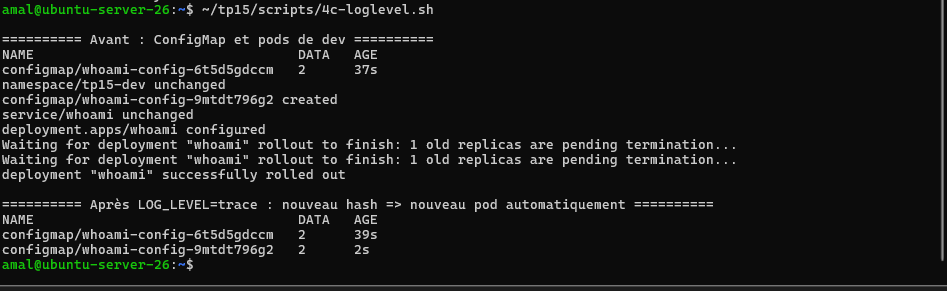 amal@ubuntu-server-26:~$ ~/tp15/scripts/4c-loglevel.sh
========== Avant : ConfigMap et pods de dev ==========
NAME                                 DATA   AGE
configmap/whoami-config-6t5d5gdccm   2      37s
namespace/tp15-dev unchanged
configmap/whoami-config-9mtdt796g2 created
service/whoami unchanged
deployment.apps/whoami configured
Waiting for deployment "whoami" rollout to finish: 1 old replicas are pending termination...
Waiting for deployment "whoami" rollout to finish: 1 old replicas are pending termination...
deployment "whoami" successfully rolled out
========== Après LOG_LEVEL=trace : nouveau hash => nouveau pod automatiquement ==========
NAME                                 DATA   AGE
configmap/whoami-config-6t5d5gdccm   2      39s
configmap/whoami-config-9mtdt796g2   2      2s
amal@ubuntu-server-26:~$